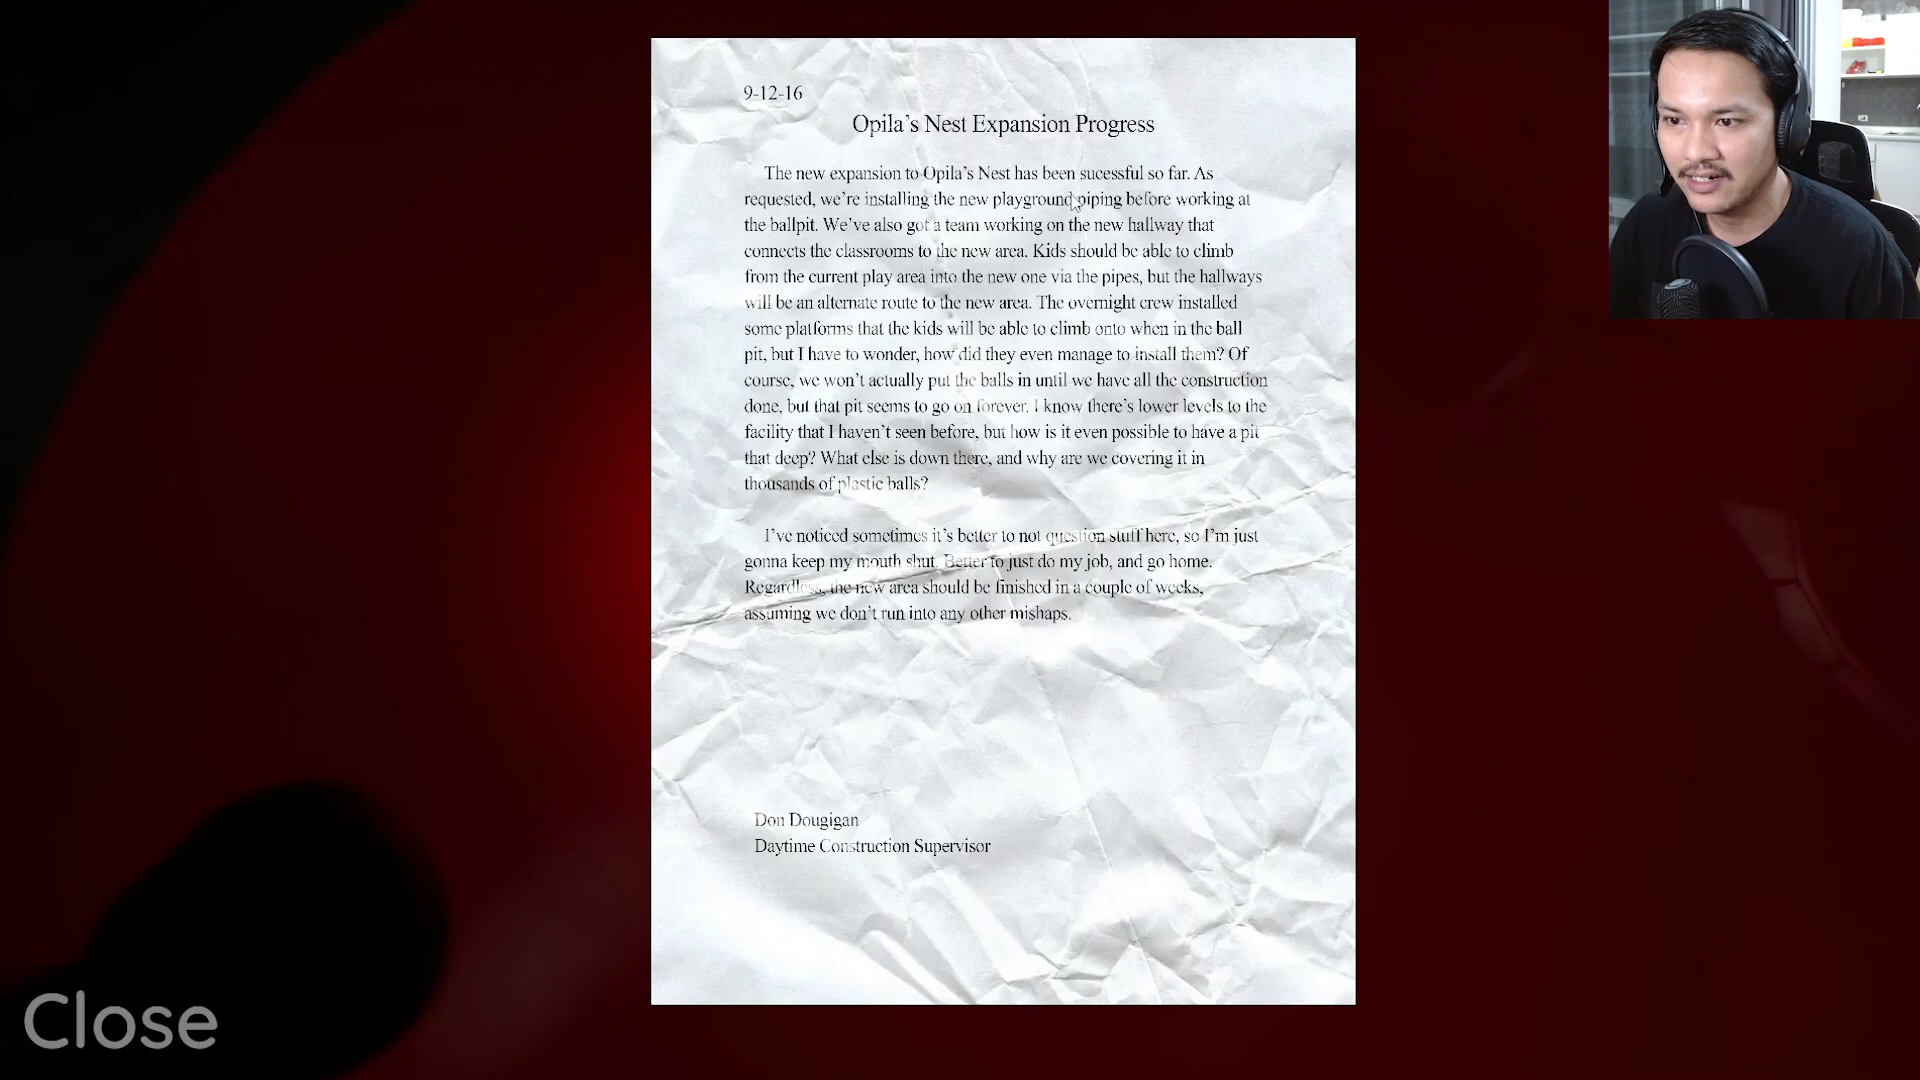 9-12-16
Opila's Nest Expansion Progress
The new expansion to Opila's Nest has been sucessful so far. As
requested, we're installing the new playground piping before working at
the ballpit. We've also got a team working on the new hallway that
connects the classrooms to the new area. Kids should be able to climb
from the current play area into the new one via the pipes, but the hallways
will be an alternate route to the new area. The overnight crew installed
some platforms that the kids will be able to climb onto when in the ball
pit, but I have to wonder, how did they even manage to install them? Of
course, we won't actually put the balls in until we have all the construction
done, but that pit seems to go on forever. I know there's lower levels to the
facility that I haven't seen before, but how is it even possible to have a pit
that deep? What else is down there, and why are we covering it in
thousands of plastic balls?
I've noticed sometimes it's better to not question stuff here, so I'm just
gonna keep my mouth shut. Better to just do my job, and go home.
Regardless, the new area should be finished in a couple of weeks,
assuming we don't run into any other mishaps.
Don Dougigan
Daytime Construction Supervisor
Close